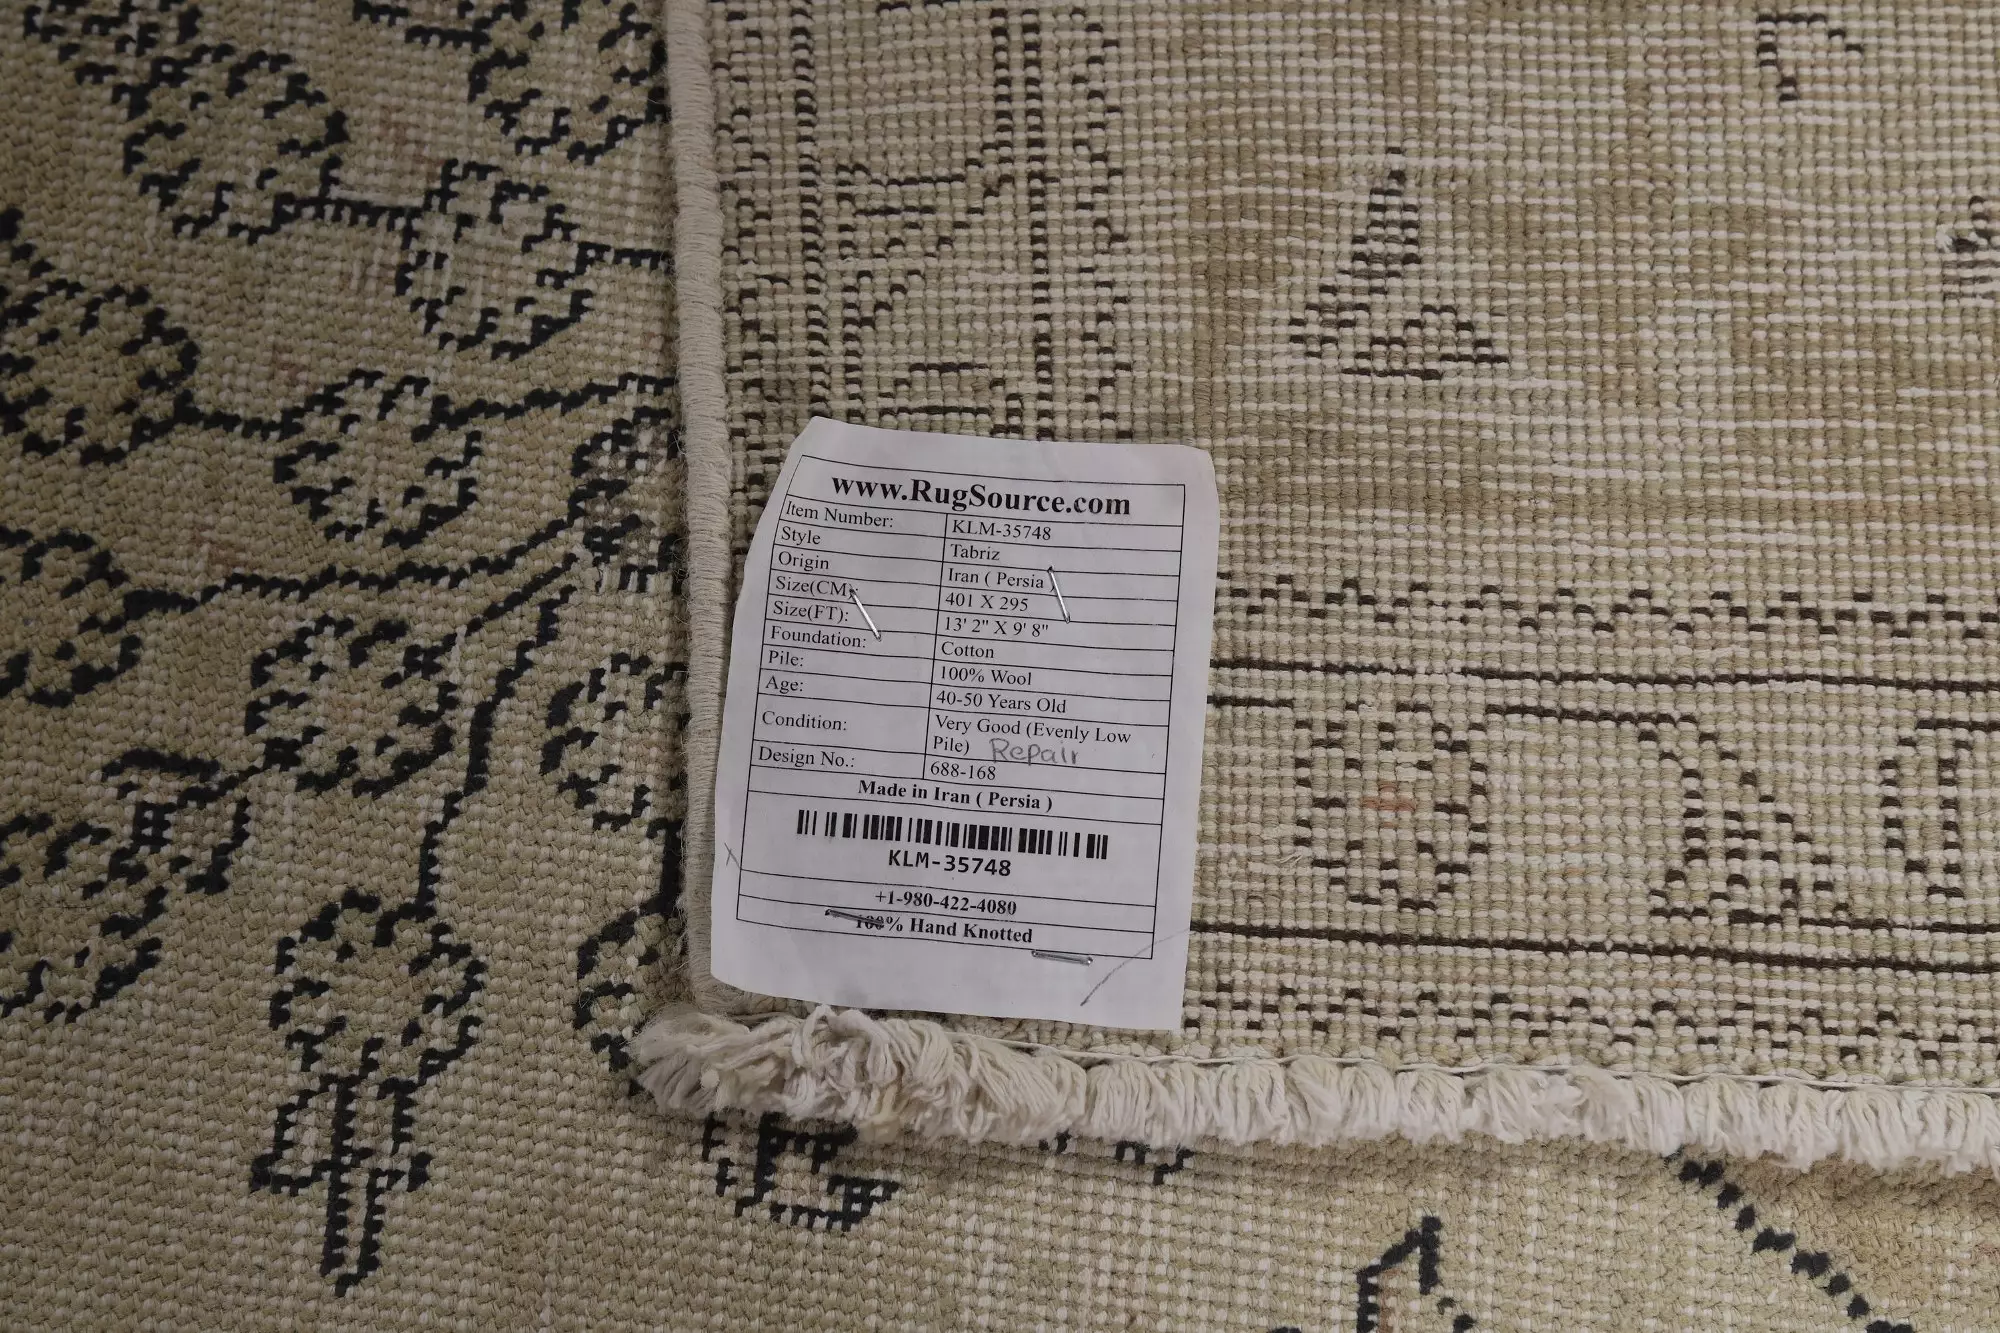 www.RugSource.com
Item Number: KLM-35748
Style Tabriz
Origin Iran ( Persia )
Size(CM): 401 X 295
Size(FT): 13' 2" X 9' 8"
Foundation: Cotton
Pile: 100% Wool
Age: 40-50 Years Old
Condition: Very Good (Evenly Low
Pile) Repair
Design No.: 688-168
Made in Iran ( Persia )
KLM-35748
+1-980-422-4080
100% Hand Knotted